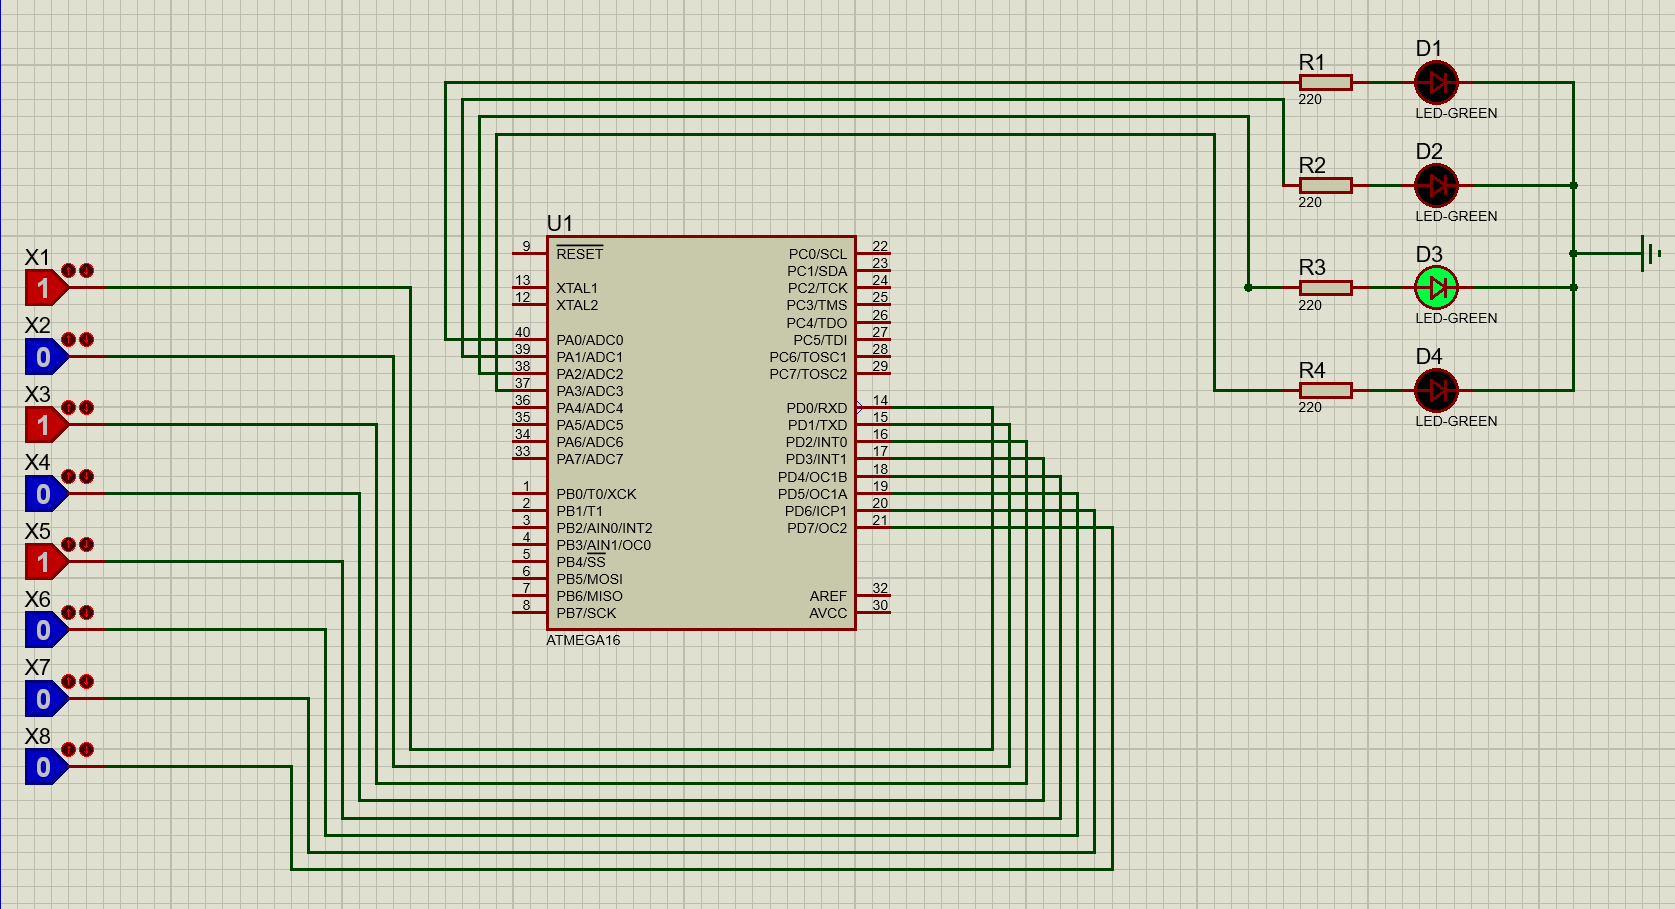 D1
R1
220
LED-GREEN
D2
R2
220
LED-GREEN
D3
R3
220
LED-GREEN
D4
R4
220
LED-GREEN
U1
9 RESET
13 XTAL1
12 XTAL2
40 PA0/ADC0
39 PA1/ADC1
38 PA2/ADC2
37 PA3/ADC3
36 PA4/ADC4
35 PA5/ADC5
34 PA6/ADC6
33 PA7/ADC7
1 PB0/T0/XCK
2 PB1/T1
3 PB2/AIN0/INT2
4 PB3/AIN1/OC0
5 PB4/SS
6 PB5/MOSI
7 PB6/MISO
8 PB7/SCK
PC0/SCL 22
PC1/SDA 23
PC2/TCK 24
PC3/TMS 25
PC4/TDO 26
PC5/TDI 27
PC6/TOSC1 28
PC7/TOSC2 29
PD0/RXD 14
PD1/TXD 15
PD2/INT0 16
PD3/INT1 17
PD4/OC1B 18
PD5/OC1A 19
PD6/ICP1 20
PD7/OC2 21
AREF 32
AVCC 30
ATMEGA16
X1
1
X2
0
X3
1
X4
0
X5
1
X6
0
X7
0
X8
0